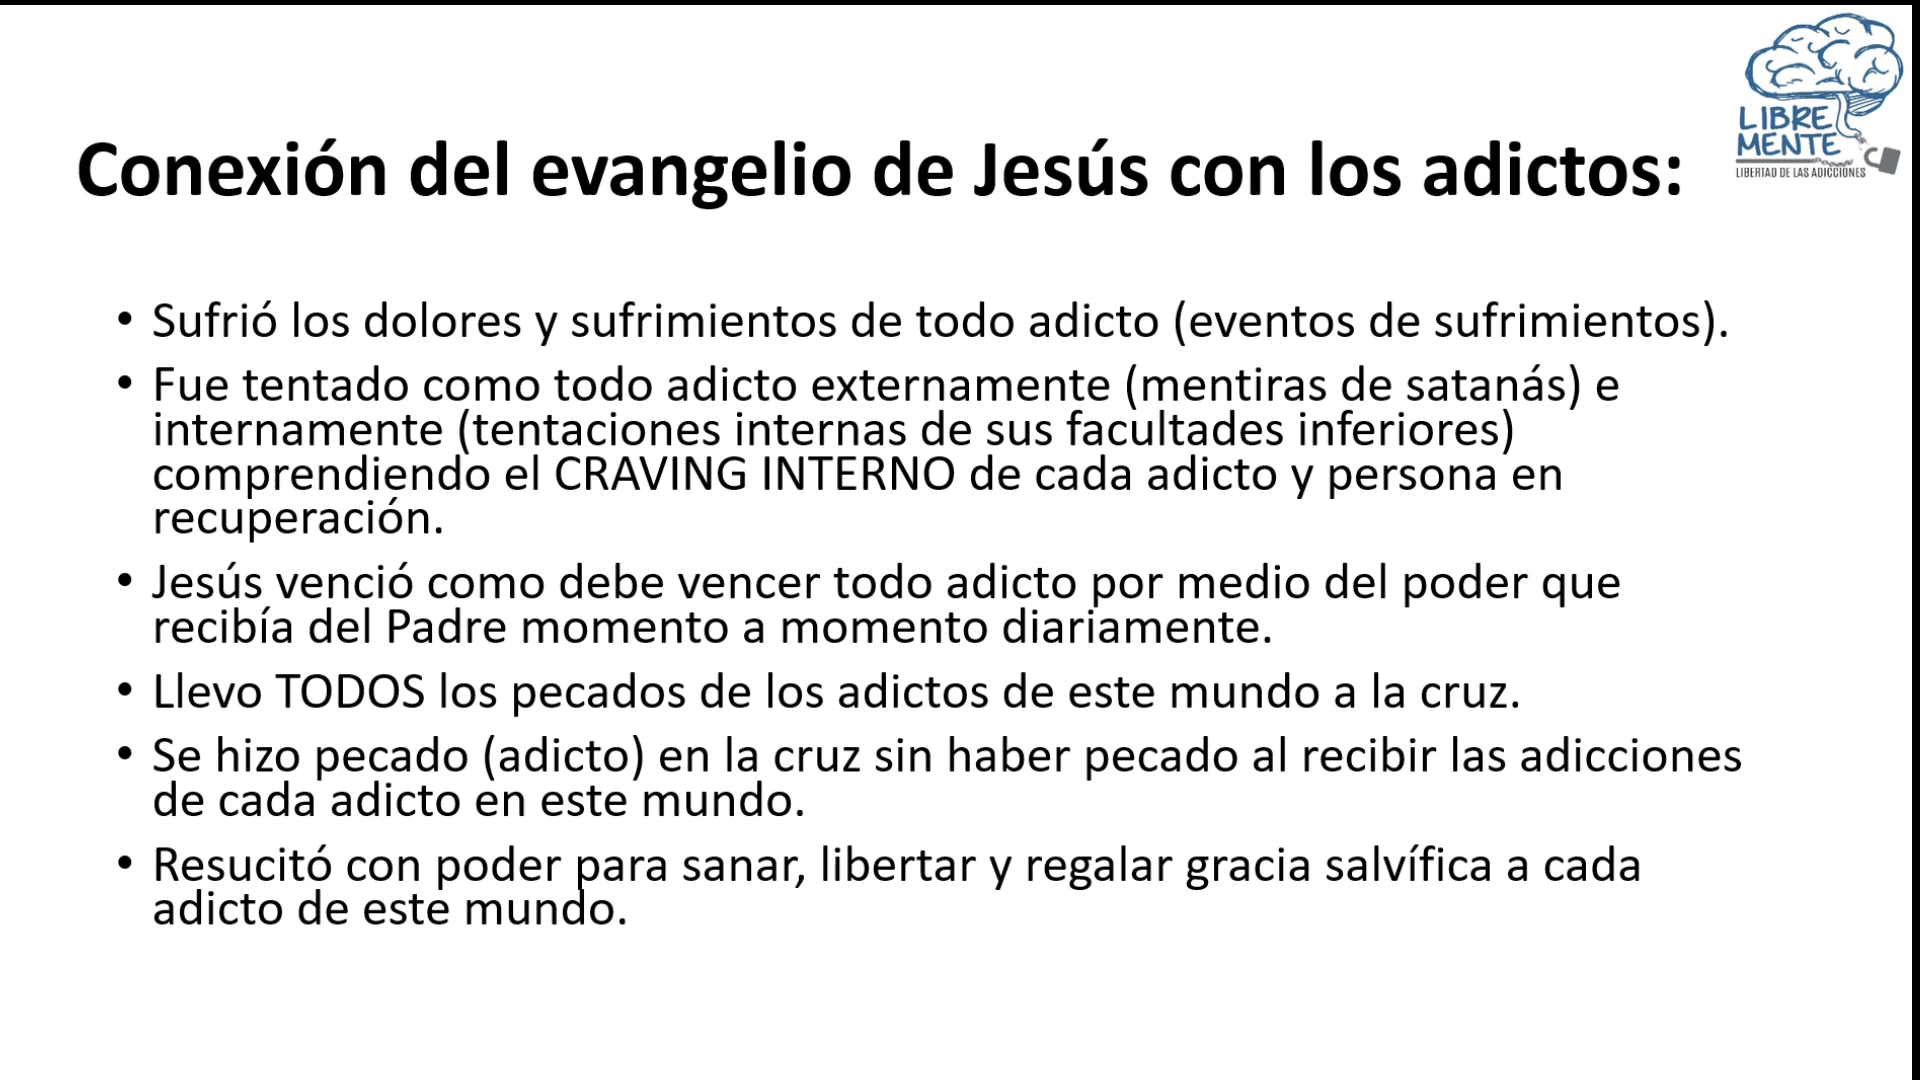 LIBRE
MENTE
LIBERTAD DE LAS ADICCIONES
Conexión del evangelio de Jesús con los adictos:
• Sufrió los dolores y sufrimientos de todo adicto (eventos de sufrimientos).
• Fue tentado como todo adicto externamente (mentiras de satanás) e
internamente (tentaciones internas de sus facultades inferiores)
comprendiendo el CRAVING INTERNO de cada adicto y persona en
recuperación.
• Jesús venció como debe vencer todo adicto por medio del poder que
recibía del Padre momento a momento diariamente.
• Llevo TODOS los pecados de los adictos de este mundo a la cruz.
• Se hizo pecado (adicto) en la cruz sin haber pecado al recibir las adicciones
de cada adicto en este mundo.
• Resucitó con poder para sanar, libertar y regalar gracia salvífica a cada
adicto de este mundo.